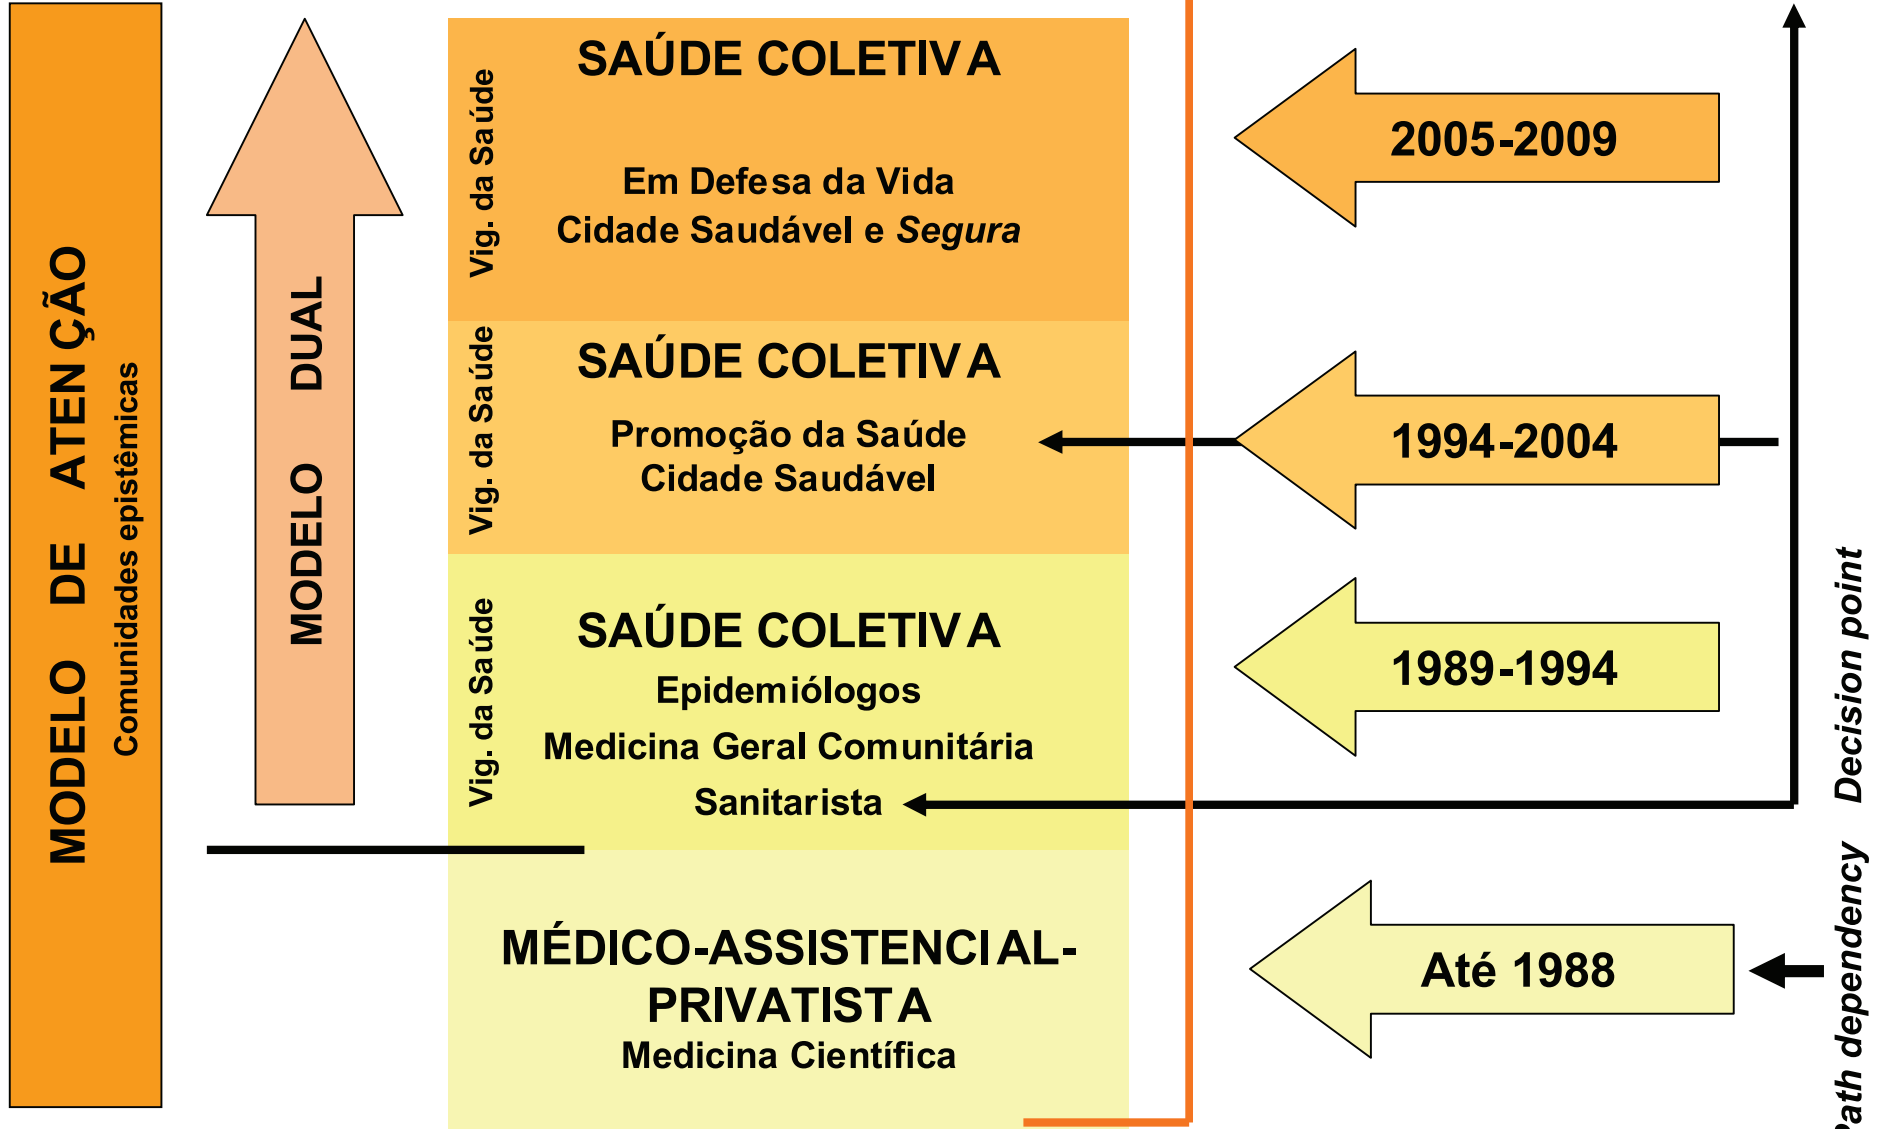 MODELO DE ATENÇÃO
Comunidades epistêmicas
MODELO DUAL
Vig. da Saúde
SAÚDE COLETIVA
Em Defesa da Vida
Cidade Saudável e Segura
2005-2009
Vig. da Saúde
SAÚDE COLETIVA
Promoção da Saúde
Cidade Saudável
1994-2004
Vig. da Saúde
SAÚDE COLETIVA
Epidemiólogos
Medicina Geral Comunitária
Sanitarista
1989-1994
MÉDICO-ASSISTENCIAL-
PRIVATISTA
Medicina Científica
Até 1988
Path dependency Decision point